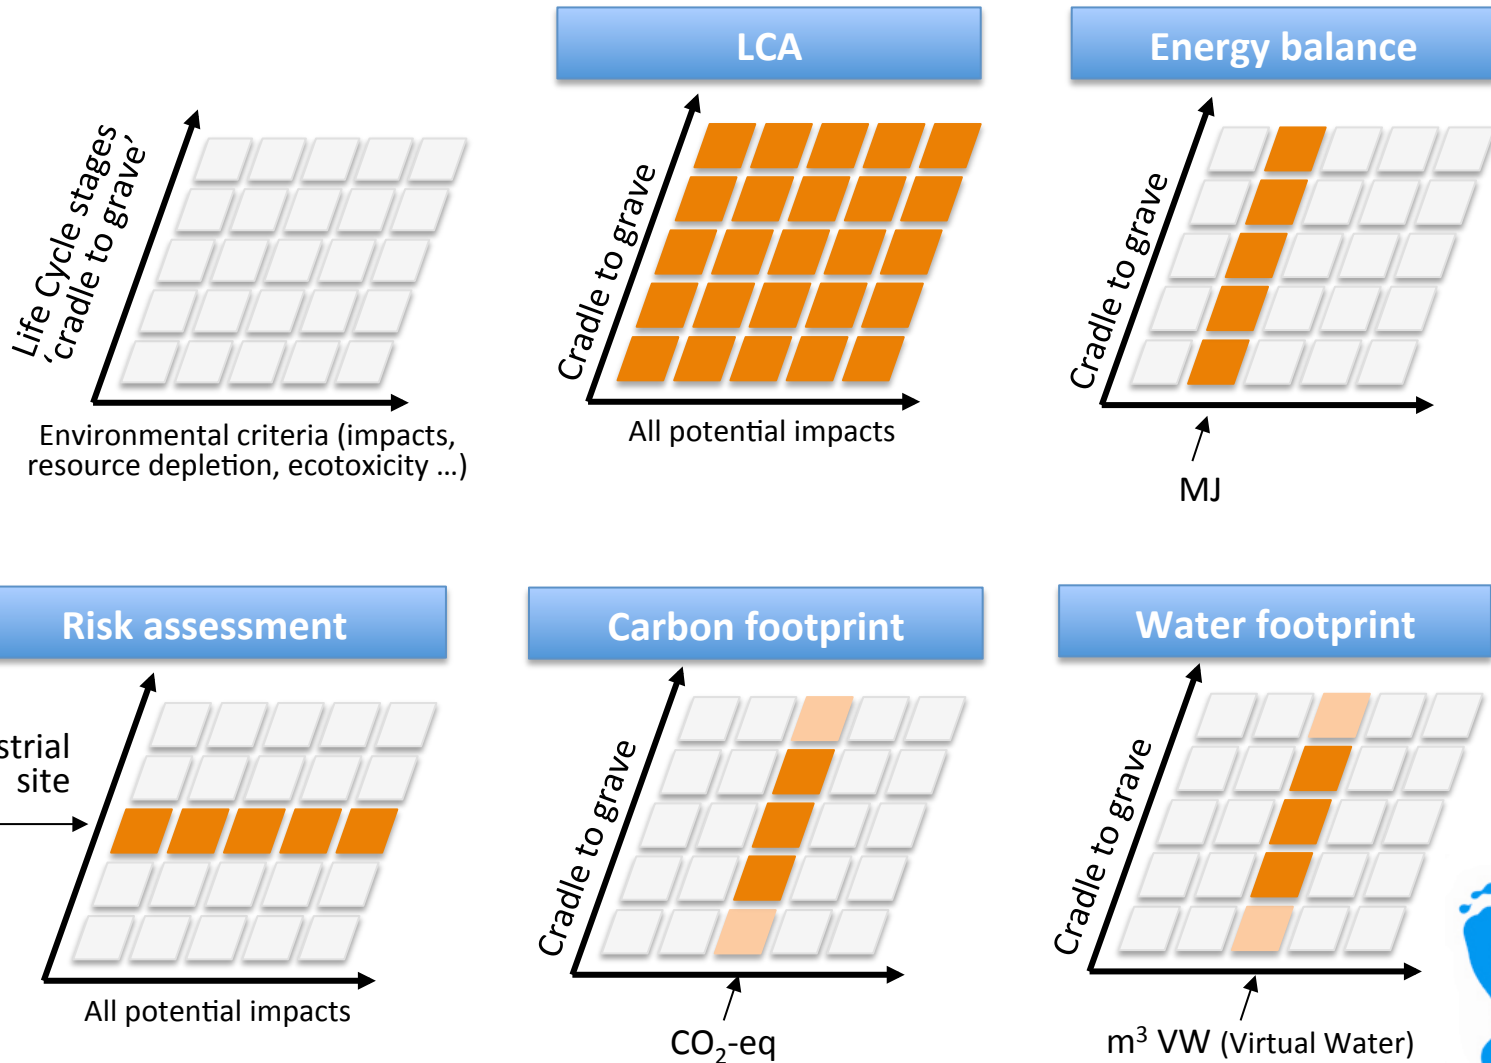 LCA
Energy balance
Life Cycle stages
‘cradle to grave’
Environmental criteria (impacts,
resource depletion, ecotoxicity ...)
Cradle to grave
All potential impacts
Cradle to grave
MJ
Risk assessment
Carbon footprint
Water footprint
site
All potential impacts
Cradle to grave
CO₂-eq
Cradle to grave
m³ VW (Virtual Water)